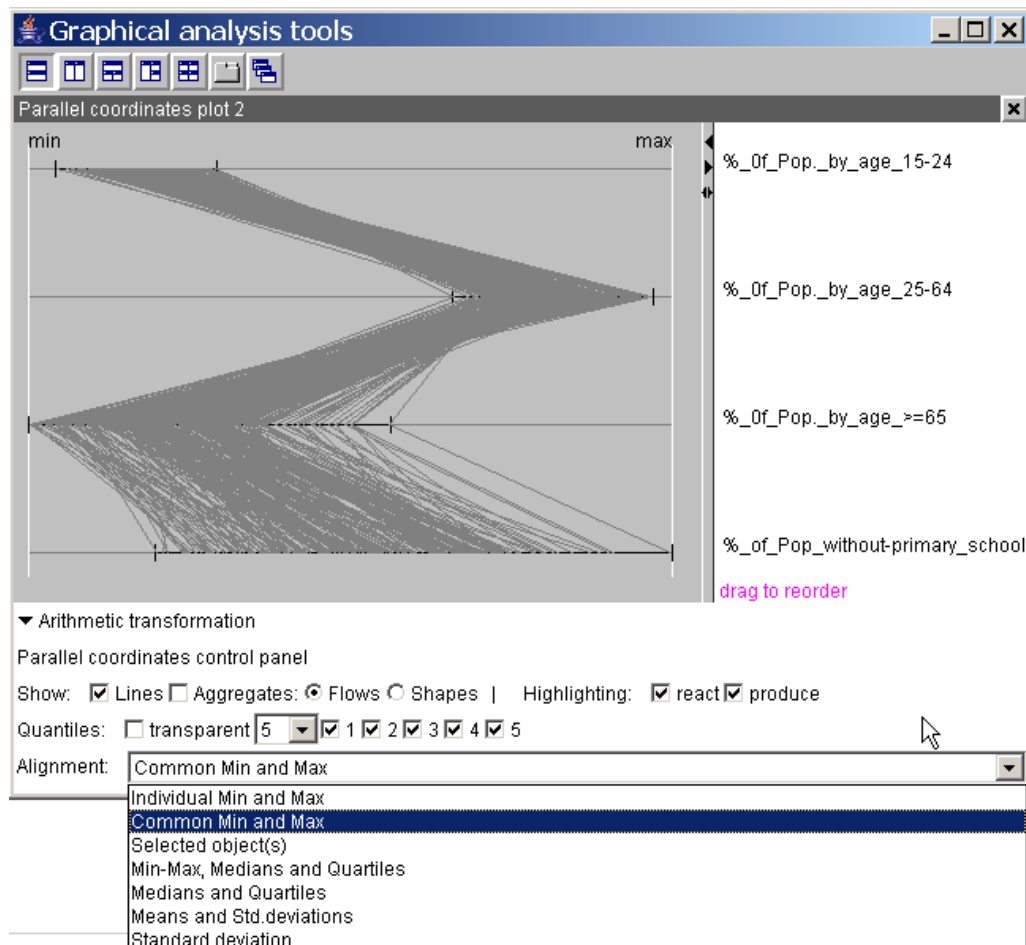 Graphical analysis tools
Parallel coordinates plot 2
min max
%_0f_Pop._by_age_15-24
%_0f_Pop._by_age_25-64
%_0f_Pop._by_age_>=65
%_of_Pop_without-primary_school
drag to reorder
Arithmetic transformation
Parallel coordinates control panel
Show: Lines Aggregates: Flows Shapes | Highlighting: react produce
Quantiles: transparent 5 1 2 3 4 5
Alignment: Common Min and Max
Individual Min and Max
Common Min and Max
Selected object(s)
Min-Max, Medians and Quartiles
Medians and Quartiles
Means and Std.deviations
Standard deviation